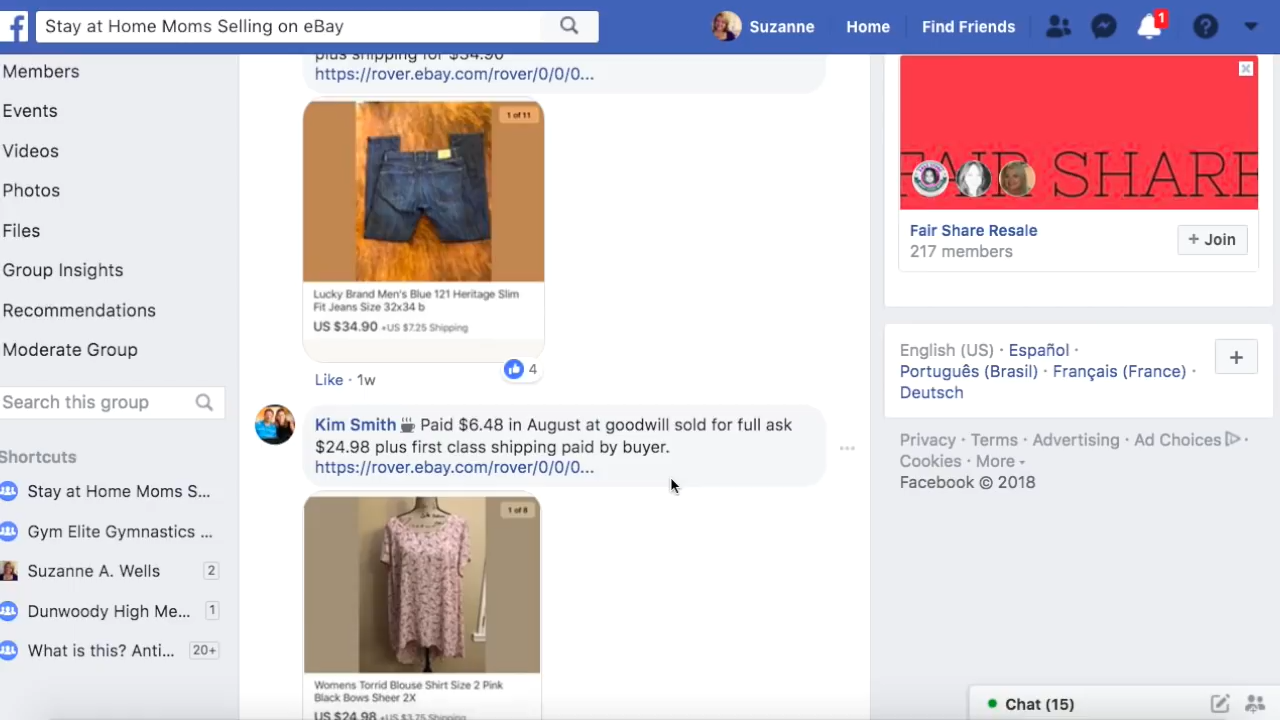 Stay at Home Moms Selling on eBay
Suzanne
Home
Find Friends
1
Members
Events
Videos
Photos
Files
Group Insights
Recommendations
Moderate Group
Search this group
Shortcuts
Stay at Home Moms S...
Gym Elite Gymnastics ...
Suzanne A. Wells 2
Dunwoody High Me... 1
What is this? Anti... 20+
plus shipping for $34.90
https://rover.ebay.com/rover/0/0/0...
1 of 11
Lucky Brand Men's Blue 121 Heritage Slim
Fit Jeans Size 32x34 b
US $34.90 +US $7.25 Shipping
4
Like · 1w
Kim Smith Paid $6.48 in August at goodwill sold for full ask
$24.98 plus first class shipping paid by buyer.
https://rover.ebay.com/rover/0/0/0...
1 of 8
Womens Torrid Blouse Shirt Size 2 Pink
Black Bows Sheer 2X
US $24.98 +US $3.75 Shipping
FAIR SHARE
Fair Share Resale
217 members
+ Join
English (US) · Español ·
Português (Brasil) · Français (France) ·
Deutsch
Privacy · Terms · Advertising · Ad Choices ·
Cookies · More
Facebook © 2018
Chat (15)